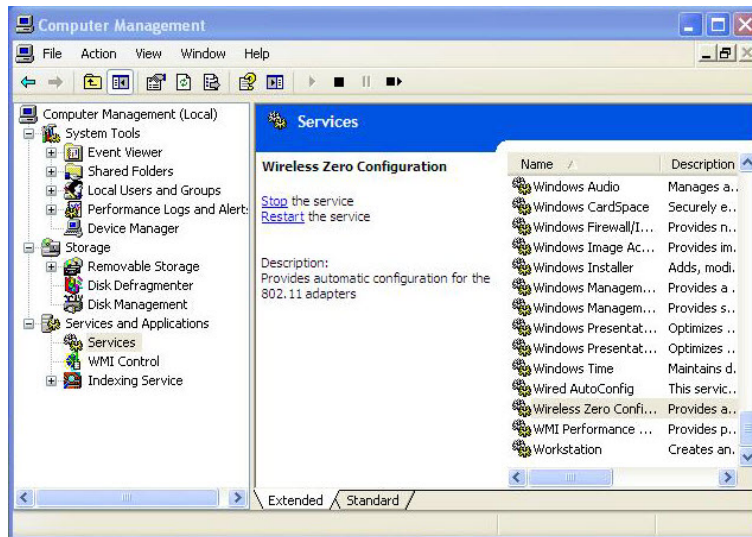 Computer Management
File Action View Window Help
Computer Management (Local)
System Tools
Event Viewer
Shared Folders
Local Users and Groups
Performance Logs and Alert:
Device Manager
Storage
Removable Storage
Disk Defragmenter
Disk Management
Services and Applications
Services
WMI Control
Indexing Service
Services
Wireless Zero Configuration
Stop the service
Restart the service
Description:
Provides automatic configuration for the
802.11 adapters
Name Description
Windows Audio Manages a..
Windows CardSpace Securely e..
Windows Firewall/I... Provides n..
Windows Image Ac... Provides im.
Windows Installer Adds, modi.
Windows Managem... Provides a .
Windows Managem... Provides s..
Windows Presentat... Optimizes ..
Windows Presentat... Optimizes ..
Windows Time Maintains d.
Wired AutoConfig This servic..
Wireless Zero Confi... Provides a..
WMI Performance ... Provides p..
Workstation Creates an.
Extended Standard